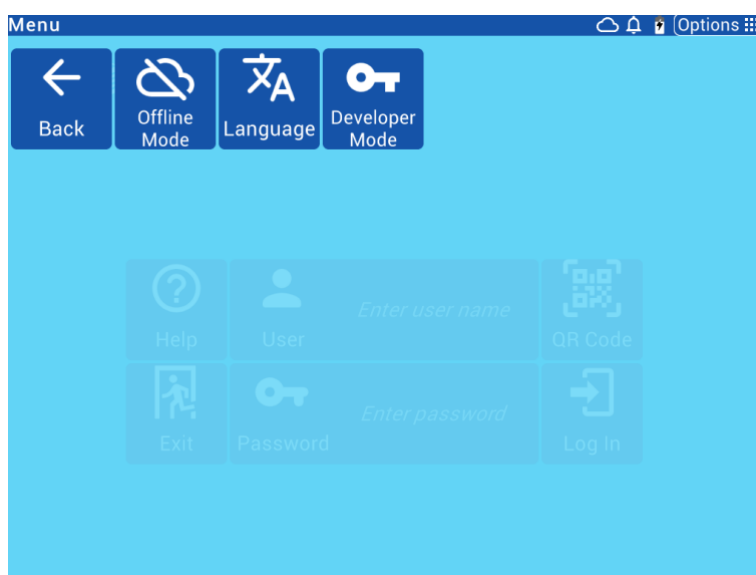 Menu
Options
Back
Offline
Mode
Language
Developer
Mode
Help
User
Enter user name
QR Code
Exit
Password
Enter password
Log In